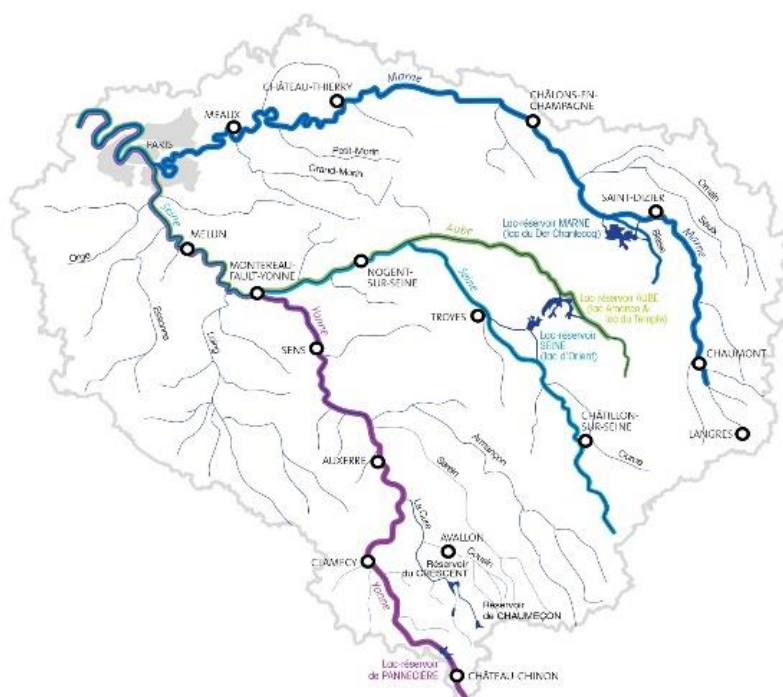 Marne
CHÂTEAU-THIERRY
CHÂLONS-EN-
CHAMPAGNE
MEAUX
PARIS
Petit-Morin
Grand-Morin
Ornain
Saulx
SAINT-DIZIER
Lac-réservoir MARNE
(lac du Der-Chantecoq)
Blaise
Marne
Seine
MELUN
Orge
Aube
MONTEREAU-
FAULT-YONNE
NOGENT-
SUR-SEINE
Seine
Lac-réservoir AUBE
(lac Amance &
lac du Temple)
TROYES
Lac-réservoir
SEINE
(lac d'Orient)
Essonne
Loing
Yonne
SENS
CHAUMONT
CHÂTILLON-
SUR-SEINE
LANGRES
Ource
Armançon
Serein
AUXERRE
La Cure
AVALLON
Cousin
CLAMECY
Réservoir
du CRESCENT
Réservoir
de CHAUMEÇON
Yonne
Lac-réservoir
de PANNECIÈRE
CHÂTEAU-CHINON